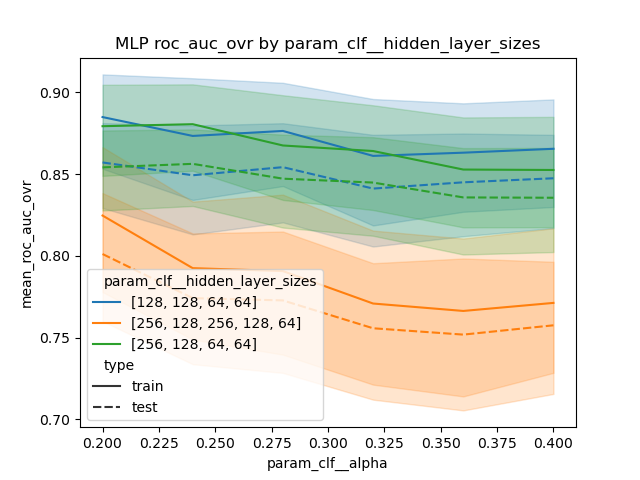 MLP roc_auc_ovr by param_clf__hidden_layer_sizes
mean_roc_auc_ovr
0.90
0.85
0.80
0.75
0.70
param_clf__hidden_layer_sizes
[128, 128, 64, 64]
[256, 128, 256, 128, 64]
[256, 128, 64, 64]
type
train
test
0.200 0.225 0.250 0.275 0.300 0.325 0.350 0.375 0.400
param_clf__alpha